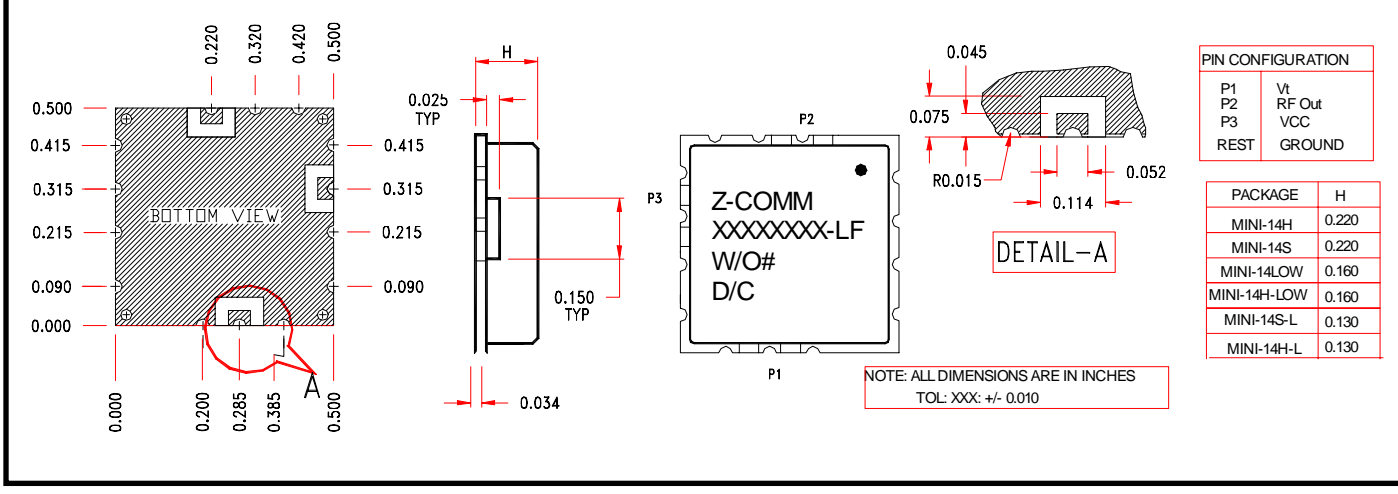 0.220
0.320
0.420
0.500
0.500
0.415
0.315
0.215
0.090
0.000
0.415
0.315
0.215
0.090
BOTTOM VIEW
A
0.000
0.200
0.285
0.385
0.500
H
0.025
TYP
0.150
TYP
0.034
P2
P3
Z-COMM
XXXXXXXX-LF
W/O#
D/C
P1
0.045
0.075
R0.015
0.052
0.114
DETAIL-A
NOTE: ALL DIMENSIONS ARE IN INCHES
TOL: XXX: +/- 0.010
PIN CONFIGURATION
P1 Vt
P2 RF Out
P3 VCC
REST GROUND
PACKAGE H
MINI-14H 0.220
MINI-14S 0.220
MINI-14LOW 0.160
MINI-14H-LOW 0.160
MINI-14S-L 0.130
MINI-14H-L 0.130